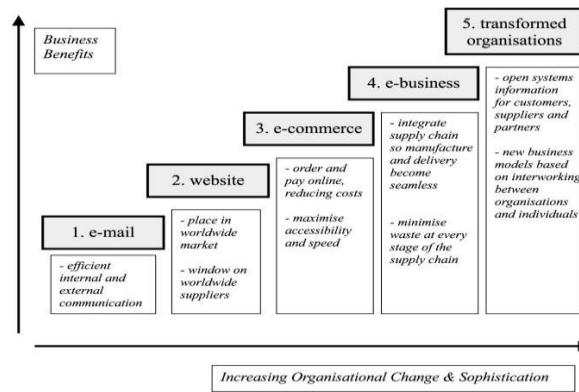 Business
Benefits
5. transformed
organisations
- open systems
information
for customers,
suppliers and
partners
- new business
models based
on interworking
between
organisations
and individuals
4. e-business
- integrate
supply chain
so manufacture
and delivery
become
seamless
- minimise
waste at every
stage of the
supply chain
3. e-commerce
- order and
pay online,
reducing costs
- maximise
accessibility
and speed
2. website
- place in
worldwide
market
- window on
worldwide
suppliers
1. e-mail
- efficient
internal and
external
communication
Increasing Organisational Change & Sophistication